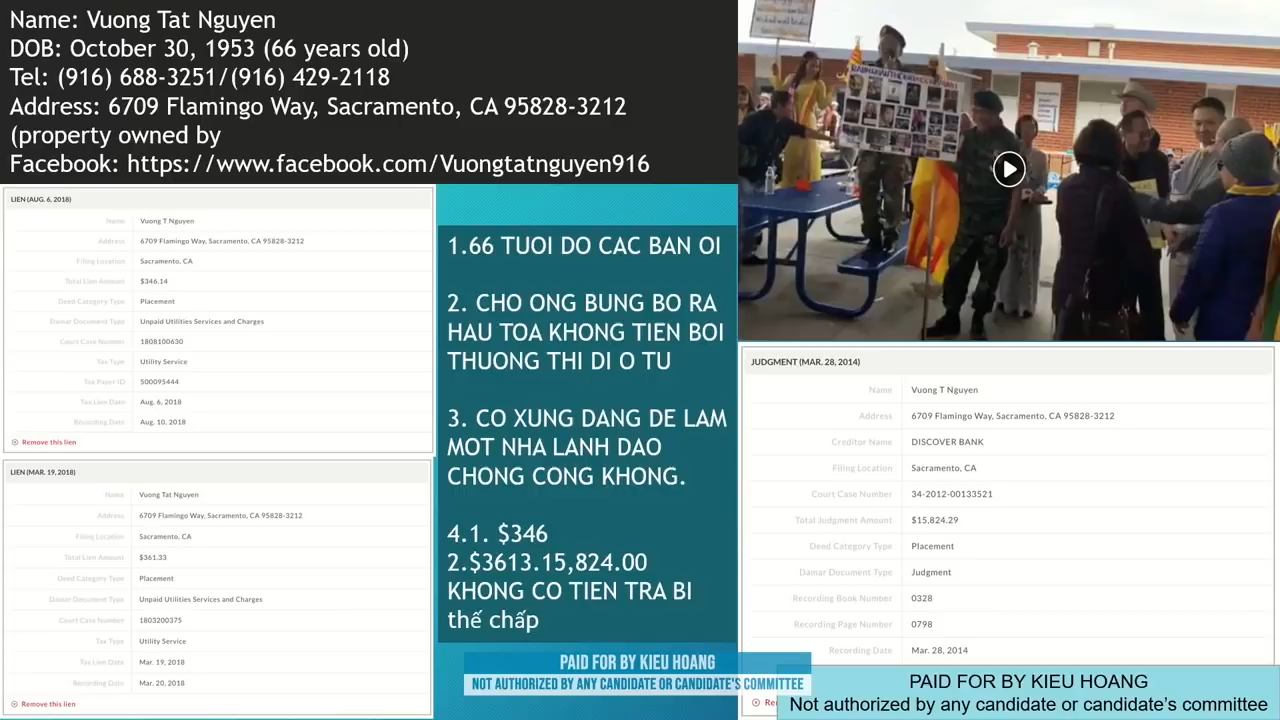 Name: Vuong Tat Nguyen
DOB: October 30, 1953 (66 years old)
Tel: (916) 688-3251/(916) 429-2118
Address: 6709 Flamingo Way, Sacramento, CA 95828-3212
(property owned by
Facebook: https://www.facebook.com/Vuongtatnguyen916
LIEN (AUG. 6, 2018)
Name Vuong T Nguyen
Address 6709 Flamingo Way, Sacramento, CA 95828-3212
Filing Location Sacramento, CA
Total Lien Amount $346.14
Deed Category Type Placement
Damar Document Type Unpaid Utilities Services and Charges
Court Case Number 1808100630
Tax Type Utility Service
Tax Paper ID 500095444
Tax Lien Date Aug. 6, 2018
Recording Date Aug. 10, 2018
Remove this lien
LIEN (MAR. 19, 2018)
Name Vuong Tat Nguyen
Address 6709 Flamingo Way, Sacramento, CA 95828-3212
Filing Location Sacramento, CA
Total Lien Amount $361.33
Deed Category Type Placement
Damar Document Type Unpaid Utilities Services and Charges
Court Case Number 1803200375
Tax Type Utility Service
Tax Lien Date Mar. 19, 2018
Recording Date Mar. 20, 2018
Remove this lien
1.66 TUOI DO CAC BAN OI
2. CHO ONG BUNG BO RA
HAU TOA KHONG TIEN BOI
THUONG THI DI O TU
3. CO XUNG DANG DE LAM
MOT NHA LANH DAO
CHONG CONG KHONG.
4.1. $346
2.$3613.15,824.00
KHONG CO TIEN TRA BI
thế chấp
JUDGMENT (MAR. 28, 2014)
Name Vuong T Nguyen
Address 6709 Flamingo Way, Sacramento, CA 95828-3212
Creditor Name DISCOVER BANK
Filing Location Sacramento, CA
Court Case Number 34-2012-00133521
Total Judgment Amount $15,824.29
Deed Category Type Placement
Damar Document Type Judgment
Recording Book Number 0328
Recording Page Number 0798
Recording Date Mar. 28, 2014
PAID FOR BY KIEU HOANG
NOT AUTHORIZED BY ANY CANDIDATE OR CANDIDATE'S COMMITTEE
PAID FOR BY KIEU HOANG
Not authorized by any candidate or candidate's committee